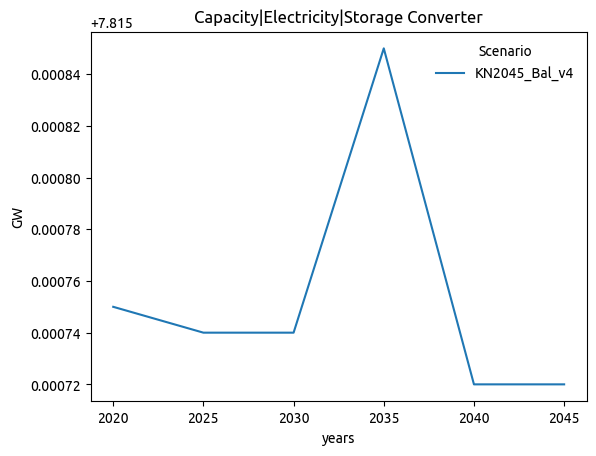 Capacity|Electricity|Storage Converter
+7.815
Scenario
KN2045_Bal_v4
0.00084
0.00082
0.00080
0.00078
0.00076
0.00074
0.00072
GW
2020 2025 2030 2035 2040 2045
years